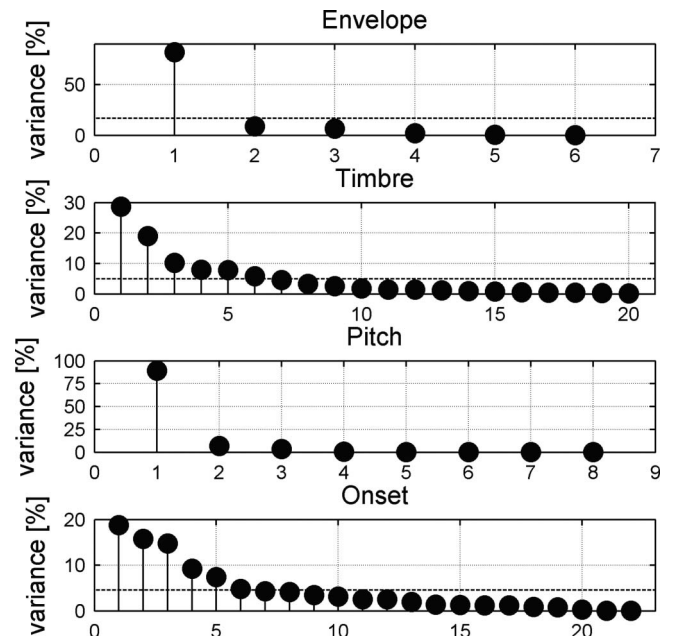 Envelope
variance [%]
50
0
0 1 2 3 4 5 6 7
Timbre
variance [%]
30
20
10
0
0 5 10 15 20
Pitch
variance [%]
100
75
50
25
0
0 1 2 3 4 5 6 7 8 9
Onset
variance [%]
20
10
0
0 5 10 15 20